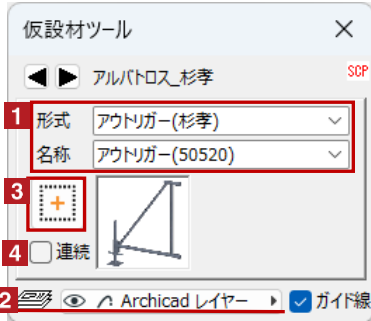 仮設材ツール
アルバトロス_杉孝
SCP
1
形式 アウトリガー(杉孝)
名称 アウトリガー(50520)
3
4 連続
2 Archicad レイヤー ガイド線